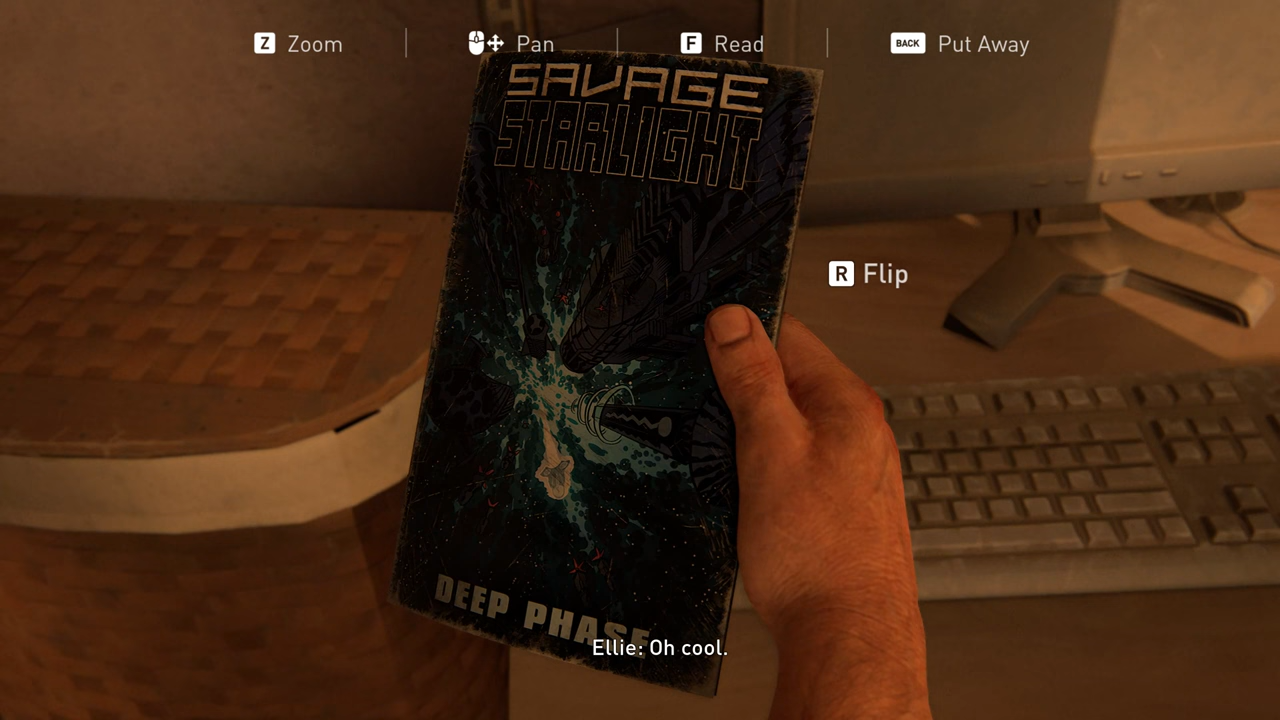 Z Zoom
Pan
F Read
BACK Put Away
SAVAGE
STARLIGHT
R Flip
DEEP PHASE
Ellie: Oh cool.